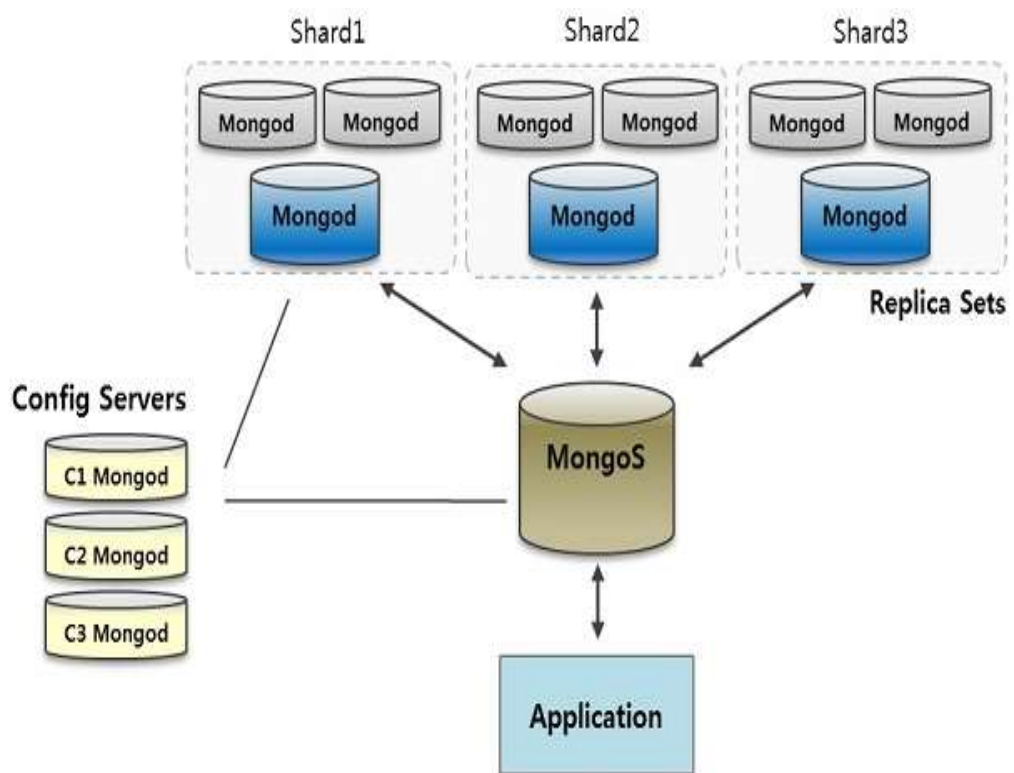 Shard1
Shard2
Shard3
Mongod
Mongod
Mongod
Mongod
Mongod
Mongod
Mongod
Mongod
Mongod
Replica Sets
Config Servers
C1 Mongod
C2 Mongod
C3 Mongod
MongoS
Application